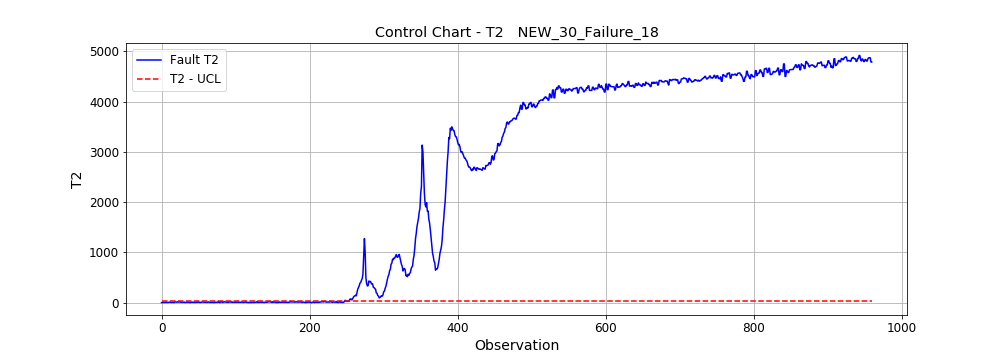 Control Chart - T2   NEW_30_Failure_18
Fault T2
T2 - UCL
5000
4000
3000
2000
1000
0
T2
0 200 400 600 800 1000
Observation